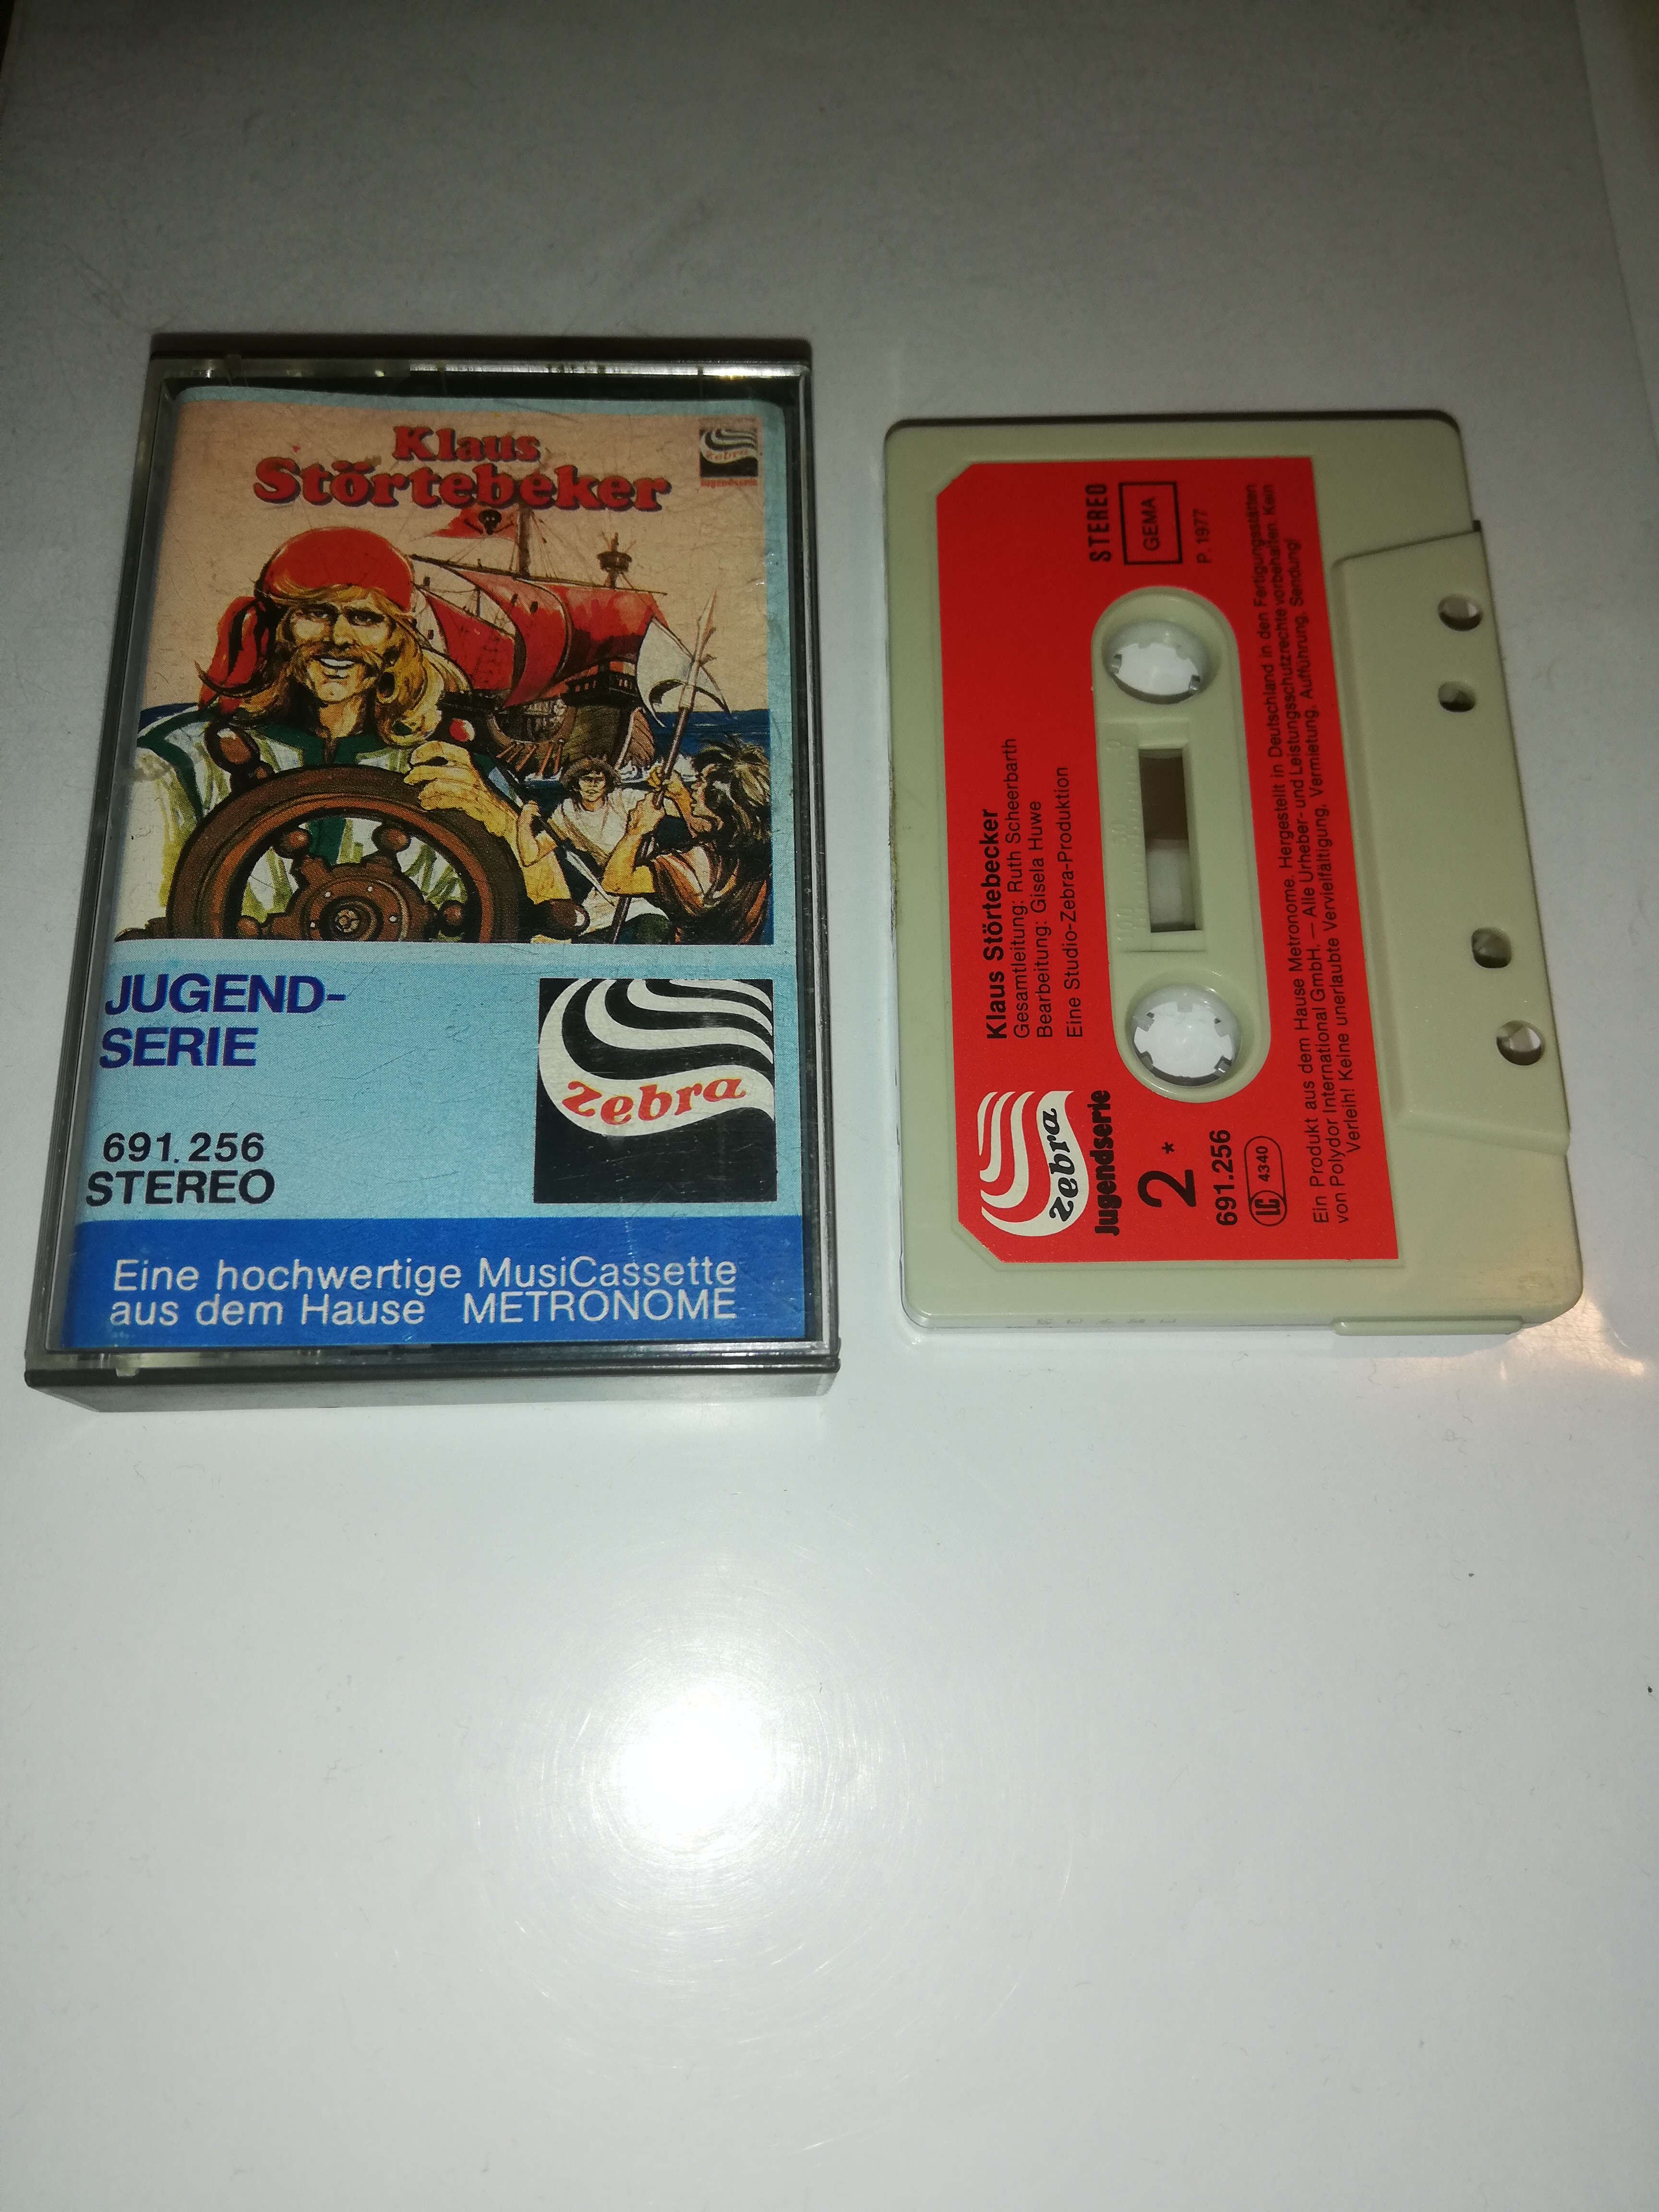 Klaus
Störtebeker
zebra
Jugendserie
JUGEND-
SERIE
zebra
691.256
STEREO
Eine hochwertige MusiCassette
aus dem Hause METRONOME
zebra
Jugendserie
2*
691.256
LC 4340
Klaus Störtebecker
Gesamtleitung: Ruth Scheerbarth
Bearbeitung: Gisela Huwe
Eine Studio-Zebra-Produktion
STEREO
GEMA
P. 1977
Ein Produkt aus dem Hause Metronome. Hergestellt in Deutschland in den Fertigungsstätten
von Polydor International GmbH. — Alle Urheber- und Leistungsschutzrechte vorbehalten. Kein
Verleih! Keine unerlaubte Vervielfältigung, Vermietung, Aufführung, Sendung!